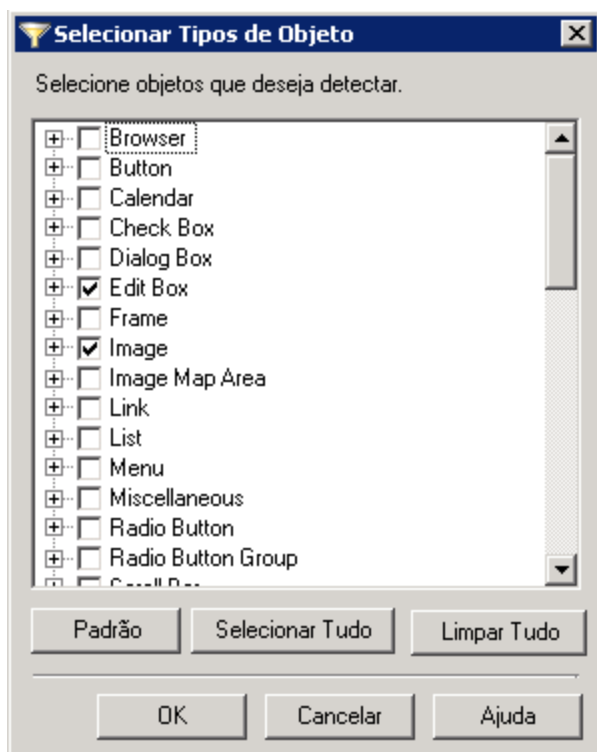 Selecionar Tipos de Objeto
Selecione objetos que deseja detectar.
Browser
Button
Calendar
Check Box
Dialog Box
Edit Box
Frame
Image
Image Map Area
Link
List
Menu
Miscellaneous
Radio Button
Radio Button Group
Padrão Selecionar Tudo Limpar Tudo
OK Cancelar Ajuda